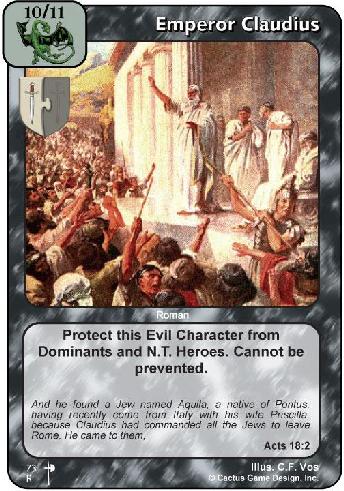 10/11
Emperor Claudius
Roman
Protect this Evil Character from
Dominants and N.T. Heroes. Cannot be
prevented.
And he found a Jew named Aquila, a native of Pontus,
having recently come from Italy with his wife Priscilla,
because Claudius had commanded all the Jews to leave
Rome. He came to them,
Acts 18:2
Illus. C.F. Vos
R
© Cactus Game Design, Inc.